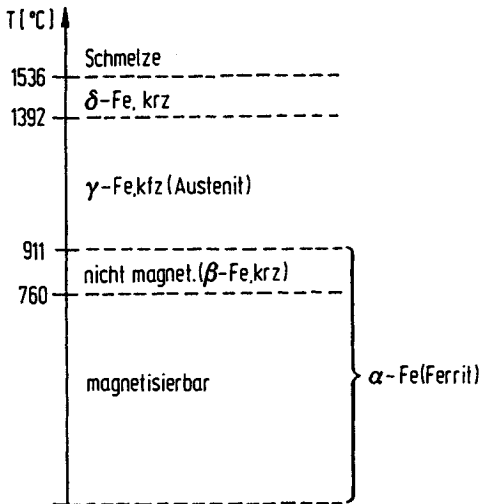 T[°C]
Schmelze
1536
δ-Fe, krz
1392
γ-Fe,kfz (Austenit)
911
nicht magnet.(β-Fe,krz)
760
α-Fe(Ferrit)
magnetisierbar